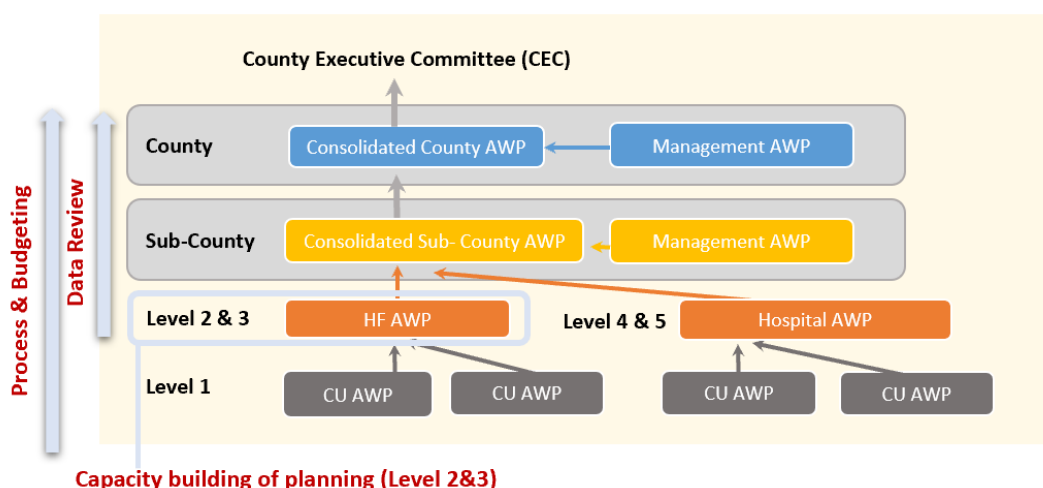 County Executive Committee (CEC)
County
Consolidated County AWP
Management AWP
Sub-County
Consolidated Sub- County AWP
Management AWP
Level 2 & 3
HF AWP
Level 4 & 5
Hospital AWP
Level 1
CU AWP
CU AWP
CU AWP
CU AWP
Process & Budgeting
Data Review
Capacity building of planning (Level 2&3)